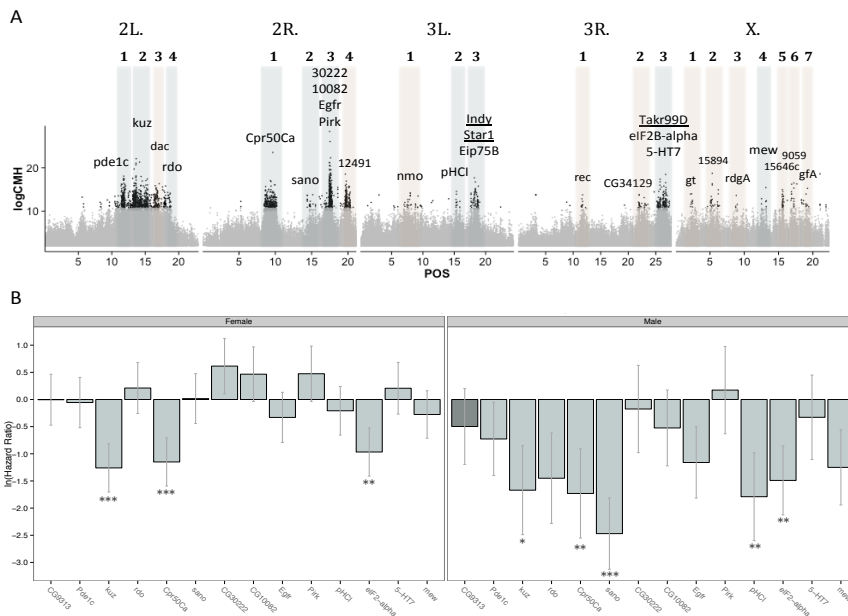 A
2L. 2R. 3L. 3R. X.
1 2 3 4 1 2 3 4 1 2 3 1 2 3 1 2 3 4 5 6 7
30222
10082
Egfr
Pirk
kuz
dac
pde1c
rdo
Cpr50Ca
sano
12491
nmo
pHCl
Indy
Star1
Eip75B
rec
CG34129
Takr99D
eIF2B-alpha
5-HT7
gt
15894
rdgA
mew
15646c
9059
gfA
logCMH
20
10
5 10 15 20 5 10 15 20 5 10 15 20 5 10 15 20 25 5 10 15 20
POS
B
Female Male
ln(Hazard Ratio)
1.0
0.5
0.0
-0.5
-1.0
-1.5
-2.0
-2.5
-3.0
*** *** ** * ** *** ** **
CG9313 Pde1c kuz rdo Cpr50Ca sano CG30222 CG10082 Egfr Pirk pHCl eIF2-alpha 5-HT7 mew
CG9313 Pde1c kuz rdo Cpr50Ca sano CG30222 CG10082 Egfr Pirk pHCl eIF2-alpha 5-HT7 mew